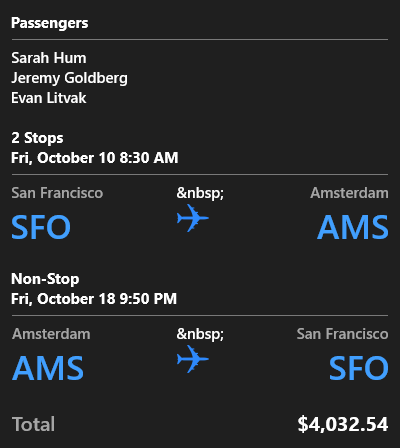 Passengers
Sarah Hum
Jeremy Goldberg
Evan Litvak
2 Stops
Fri, October 10 8:30 AM
San Francisco &nbsp; Amsterdam
SFO AMS
Non-Stop
Fri, October 18 9:50 PM
Amsterdam &nbsp; San Francisco
AMS SFO
Total $4,032.54